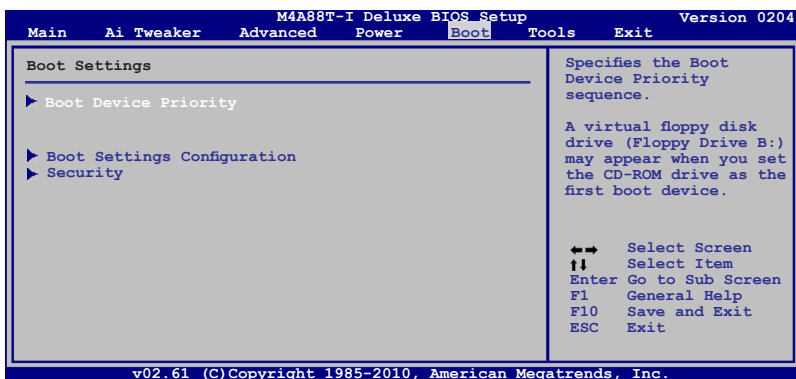 M4A88T-I Deluxe BIOS Setup Version 0204
Main Ai Tweaker Advanced Power Boot Tools Exit
Boot Settings
Boot Device Priority
Boot Settings Configuration
Security
Specifies the Boot
Device Priority
sequence.
A virtual floppy disk
drive (Floppy Drive B:)
may appear when you set
the CD-ROM drive as the
first boot device.
←→ Select Screen
↑↓ Select Item
Enter Go to Sub Screen
F1 General Help
F10 Save and Exit
ESC Exit
v02.61 (C)Copyright 1985-2010, American Megatrends, Inc.